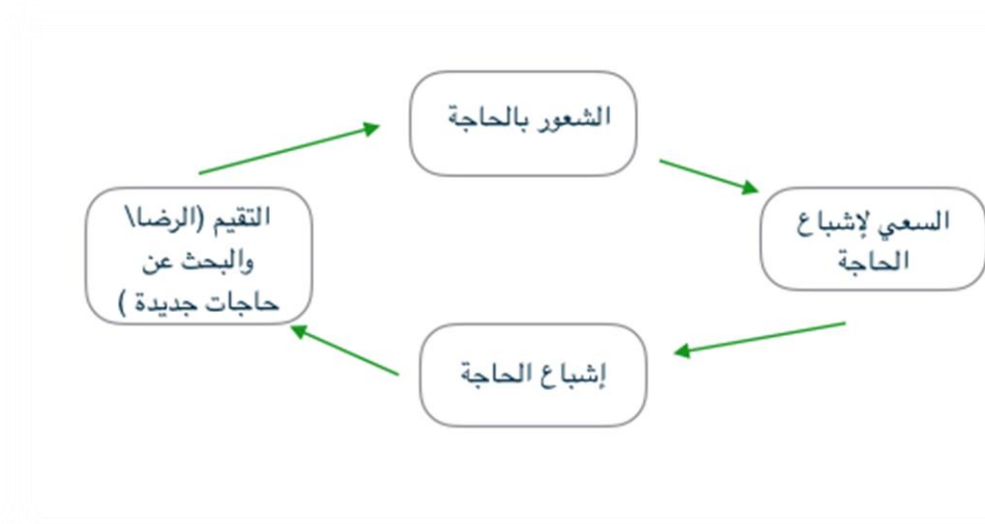 الشعور بالحاجة
السعي لإشباع
الحاجة
إشباع الحاجة
التقيم (الرضا\
والبحث عن
حاجات جديدة )